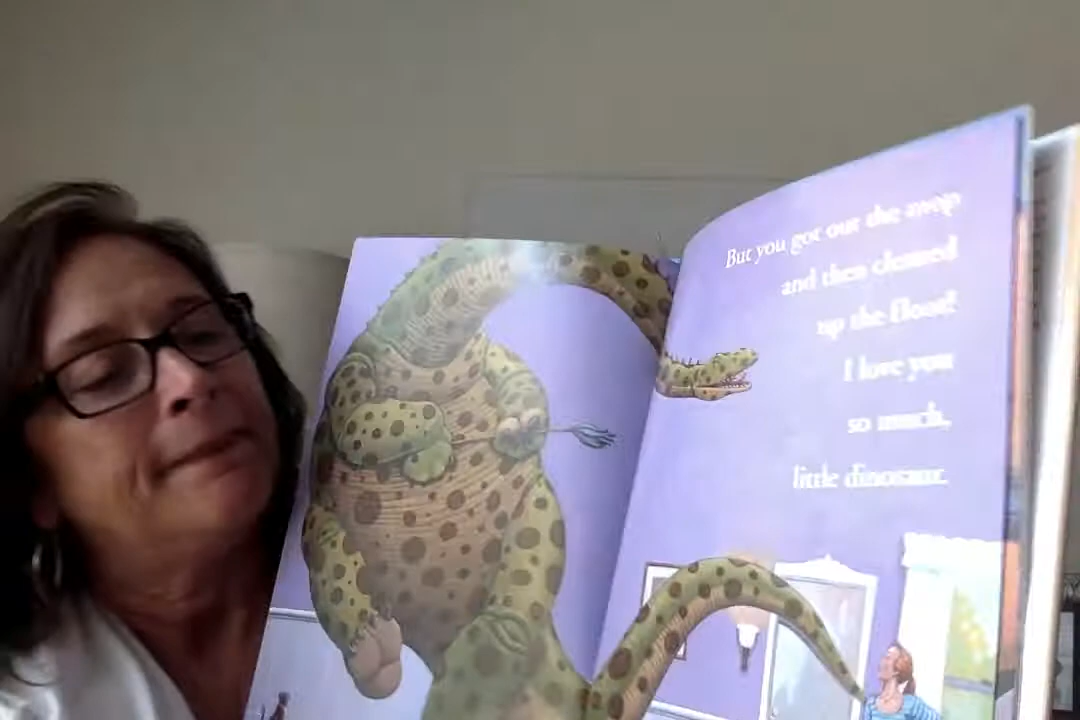 But you got out the mop
and then cleaned
up the floor!
I love you
so much,
little dinosaur.